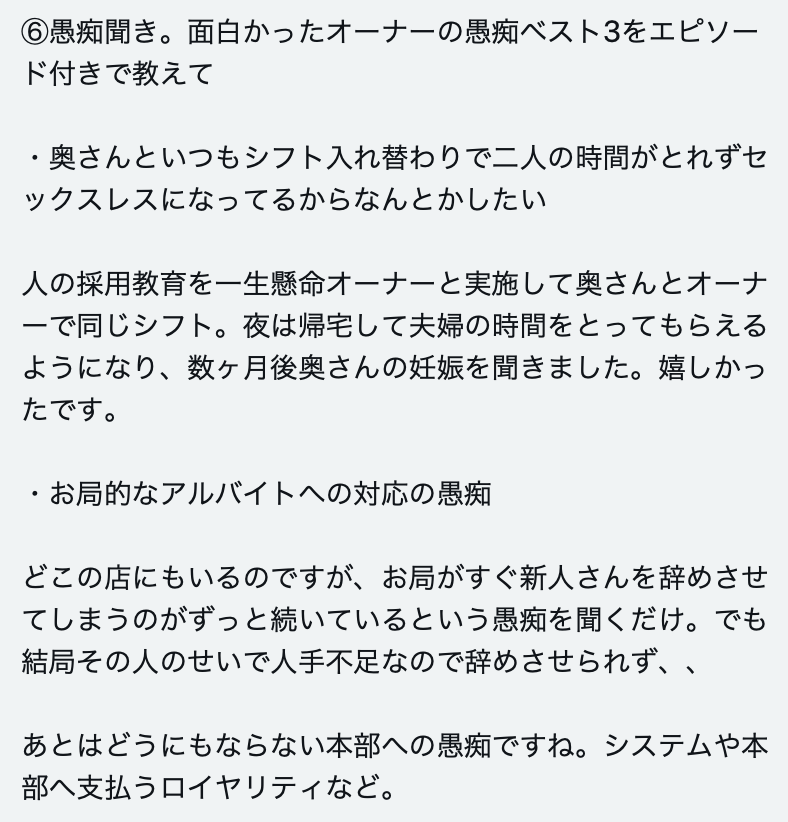 ⑥愚痴聞き。面白かったオーナーの愚痴ベスト3をエピソー
ド付きで教えて
・奥さんといつもシフト入れ替わりで二人の時間がとれずセ
ックスレスになってるからなんとかしたい
人の採用教育を一生懸命オーナーと実施して奥さんとオーナ
ーで同じシフト。夜は帰宅して夫婦の時間をとってもらえる
ようになり、数ヶ月後奥さんの妊娠を聞きました。嬉しかっ
たです。
・お局的なアルバイトへの対応の愚痴
どこの店にもいるのですが、お局がすぐ新人さんを辞めさせ
てしまうのがずっと続いているという愚痴を聞くだけ。でも
結局その人のせいで人手不足なので辞めさせられず、、
あとはどうにもならない本部への愚痴ですね。システムや本
部へ支払うロイヤリティなど。